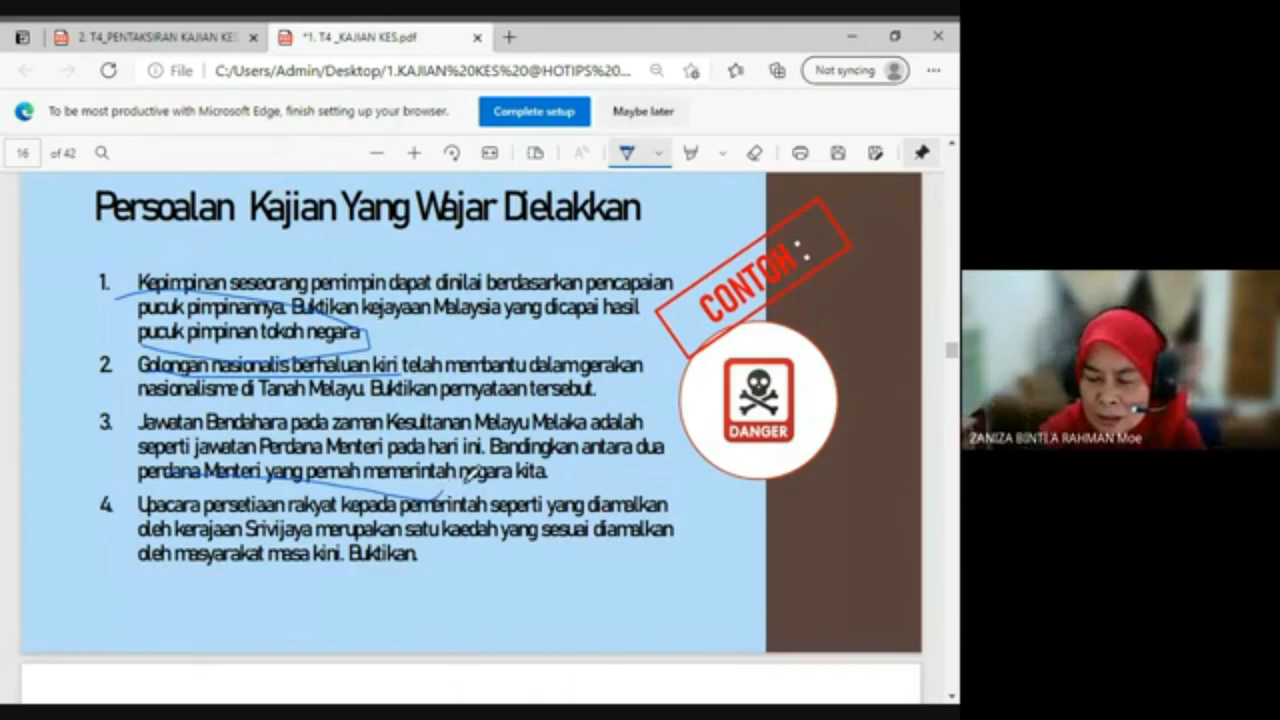 2. T4_PENTAKSIRAN KAJIAN KES
*1. T4 _KAJIAN KES.pdf
File
C:/Users/Admin/Desktop/1.KAJIAN%20KES%20@HOTIPS%20...
Not syncing
To be most productive with Microsoft Edge, finish setting up your browser.
Complete setup
Maybe later
16
of 42
Persoalan Kajian Yang Wajar Dielakkan
CONTOH :
1. Kepimpinan seseorang pemimpin dapat dinilai berdasarkan pencapaian
pucuk pimpinannya. Buktikan kejayaan Malaysia yang dicapai hasil
pucuk pimpinan tokoh negara
2. Golongan nasionalis berhaluan kiri telah membantu dalam gerakan
nasionalisme di Tanah Melayu. Buktikan pernyataan tersebut.
3. Jawatan Bendahara pada zaman Kesultanan Melayu Melaka adalah
seperti jawatan Perdana Menteri pada hari ini. Bandingkan antara dua
perdana Menteri yang pernah memerintah negara kita.
4. Upacara persetiaan rakyat kepada pemerintah seperti yang diamalkan
oleh kerajaan Srivijaya merupakan satu kaedah yang sesuai diamalkan
oleh masyarakat masa kini. Buktikan.
DANGER
ZANIZA BINTI A RAHMAN Moe